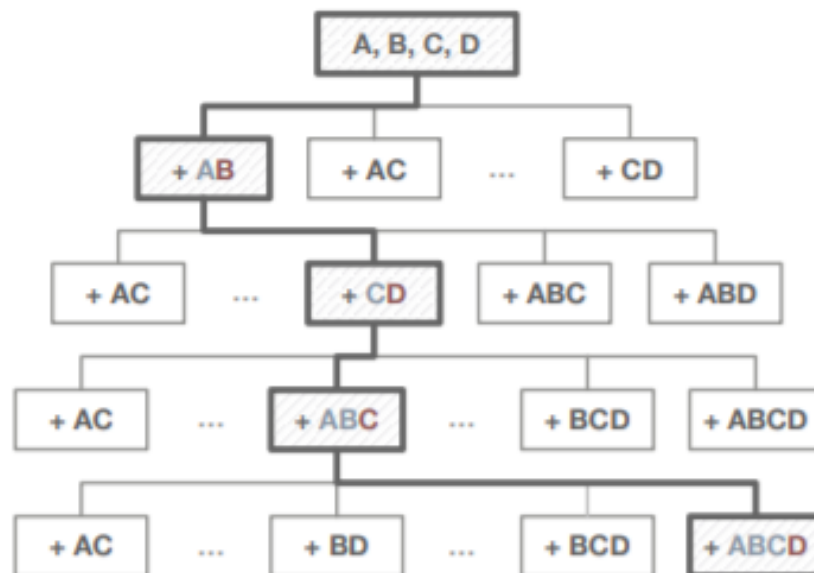 A, B, C, D
+ AB + AC ... + CD
+ AC ... + CD + ABC + ABD
+ AC ... + ABC ... + BCD + ABCD
+ AC ... + BD ... + BCD + ABCD